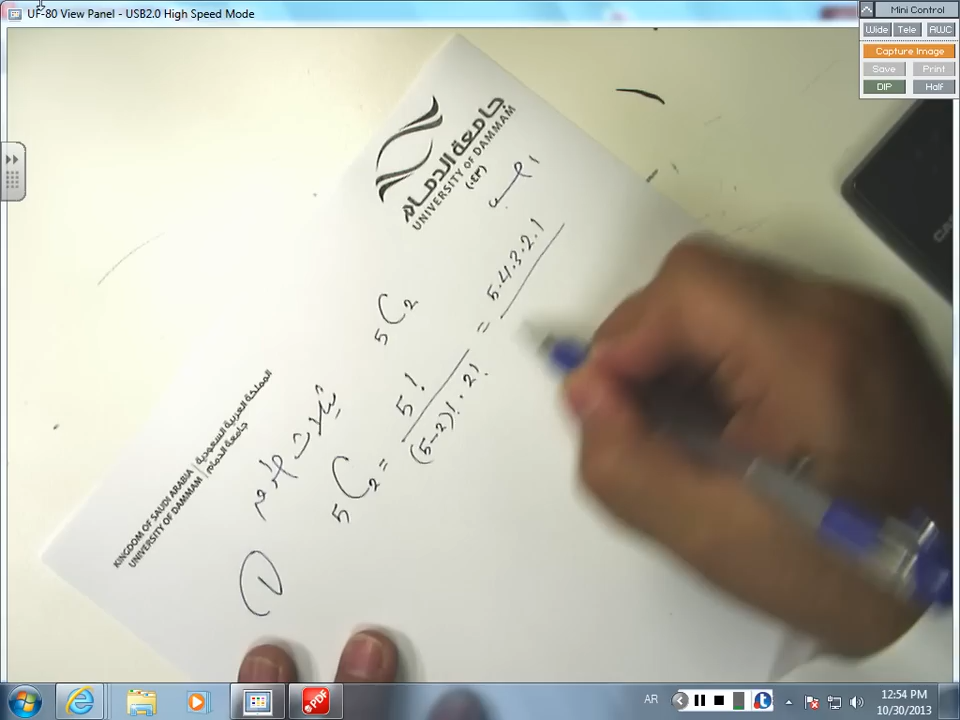 UF-80 View Panel - USB2.0 High Speed Mode
Mini Control
Wide Tele AWC
Capture Image
Save Print
DIP Half
جامعة الدمام
UNIVERSITY OF DAMMAM
(٠٤٣)
المملكة العربية السعودية
جامعة الدمام
KINGDOM OF SAUDI ARABIA
UNIVERSITY OF DAMMAM
5C2
5C2 = 5! / (5-2)! . 2! = 5.4.3.2.1
AR
12:54 PM
10/30/2013
PDF